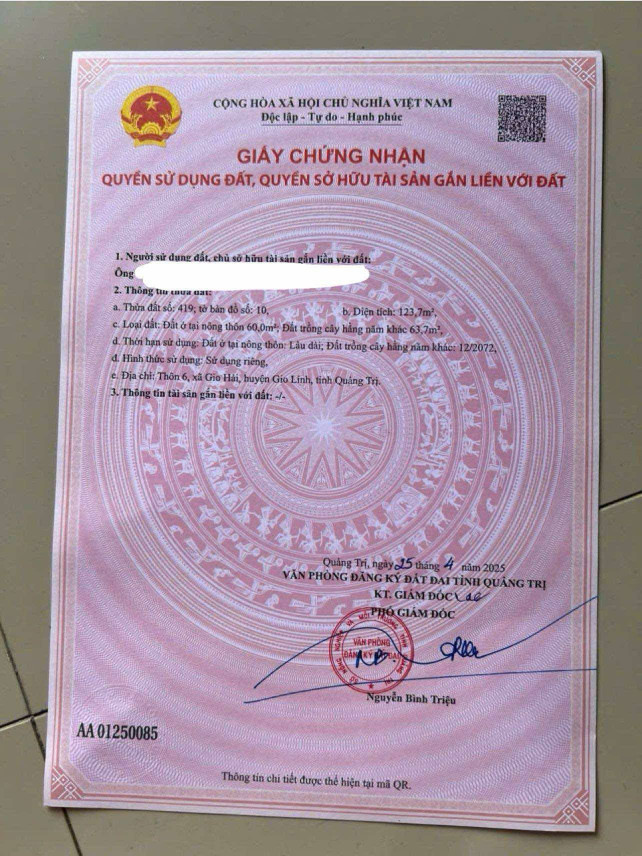 CỘNG HÒA XÃ HỘI CHỦ NGHĨA VIỆT NAM
Độc lập - Tự do - Hạnh phúc
GIẤY CHỨNG NHẬN
QUYỀN SỬ DỤNG ĐẤT, QUYỀN SỞ HỮU TÀI SẢN GẮN LIỀN VỚI ĐẤT
1. Người sử dụng đất, chủ sở hữu tài sản gắn liền với đất:
Ông
2. Thông tin thửa đất:
a. Thửa đất số: 419; tờ bản đồ số: 10, b. Diện tích: 123,7m²,
c. Loại đất: Đất ở tại nông thôn 60,0m²; Đất trồng cây hàng năm khác 63,7m²,
d. Thời hạn sử dụng: Đất ở tại nông thôn: Lâu dài; Đất trồng cây hàng năm khác: 12/2072,
đ. Hình thức sử dụng: Sử dụng riêng,
e. Địa chỉ: Thôn 6, xã Gio Hải, huyện Gio Linh, tỉnh Quảng Trị.
3. Thông tin tài sản gắn liền với đất: -/-
Quảng Trị, ngày 25 tháng 4 năm 2025
VĂN PHÒNG ĐĂNG KÝ ĐẤT ĐAI TỈNH QUẢNG TRỊ
KT. GIÁM ĐỐC
PHÓ GIÁM ĐỐC
VĂN PHÒNG
ĐĂNG KÝ
Nguyễn Bình Triệu
AA 01250085
Thông tin chi tiết được thể hiện tại mã QR.